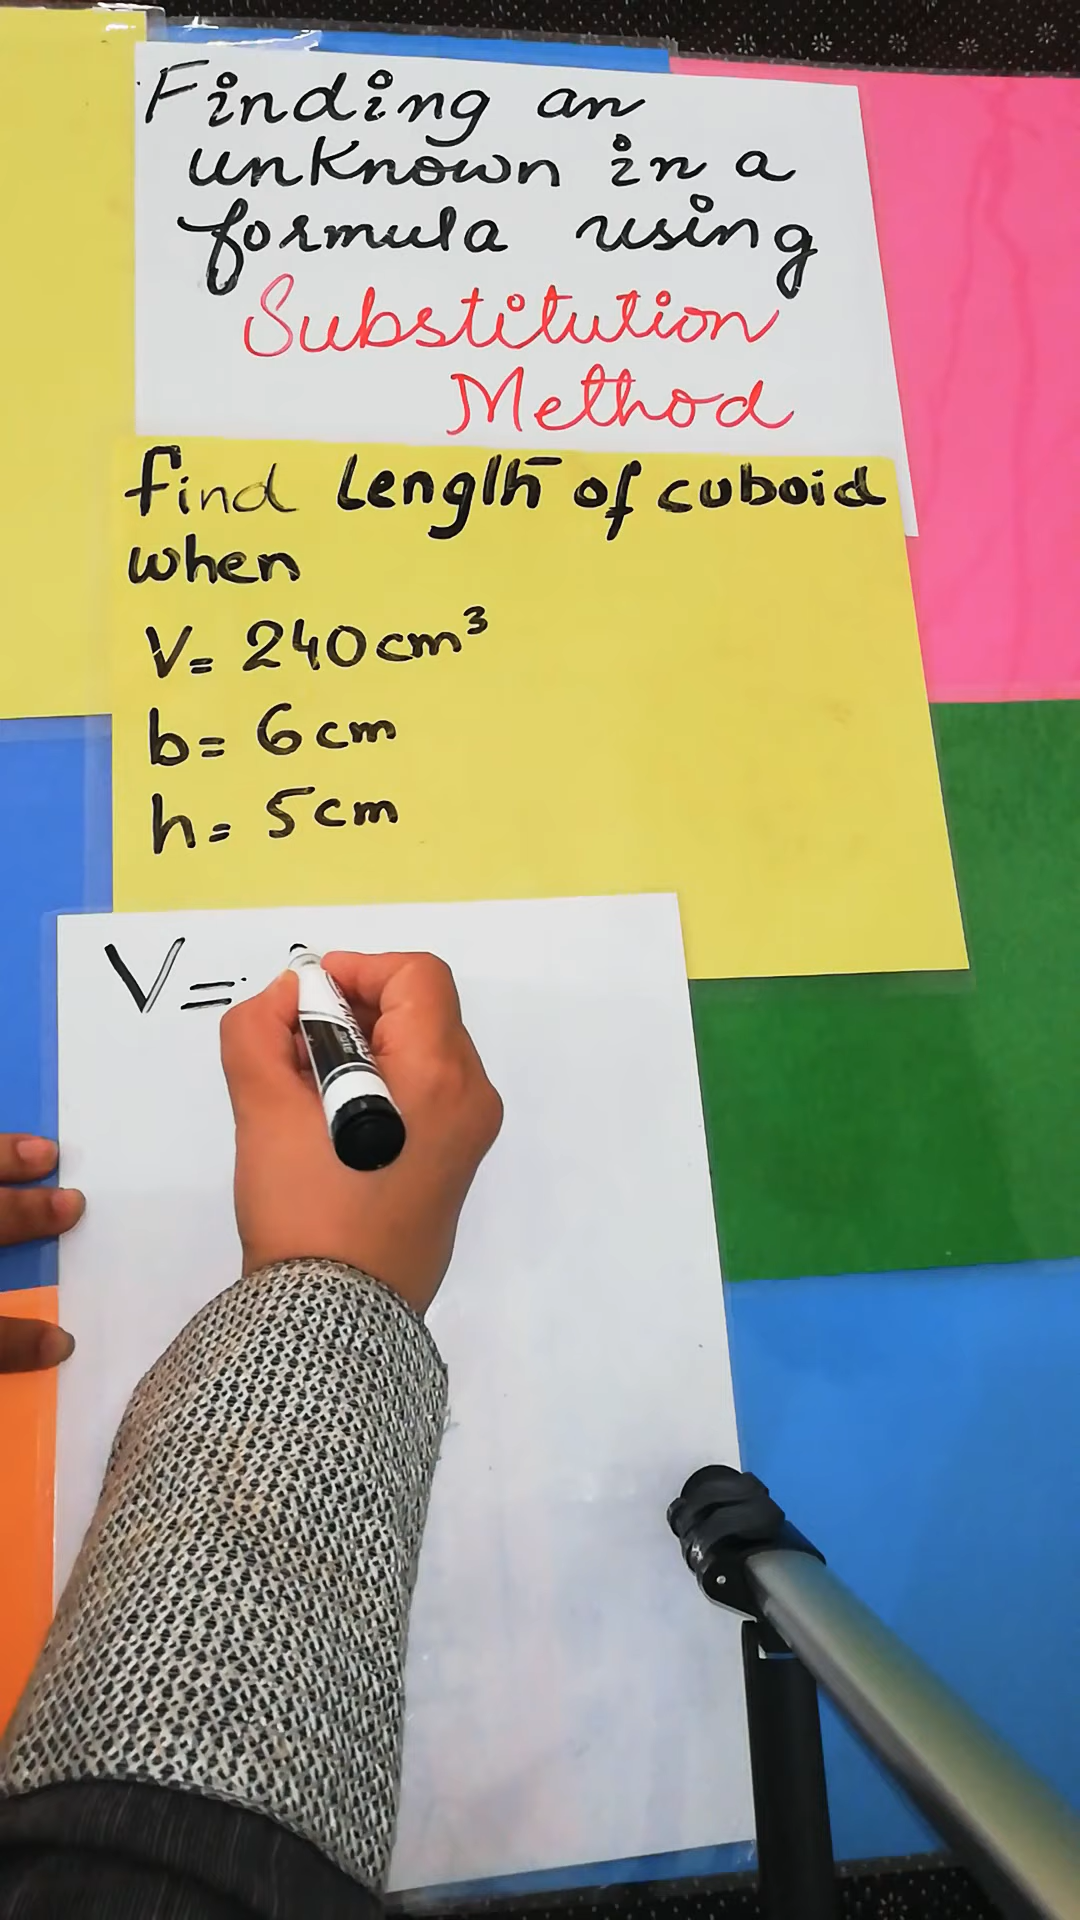 Finding an
unknown in a
formula using
Substitution
Method
find Length of cuboid
when
V= 240cm³
b= 6cm
h= 5cm
V=